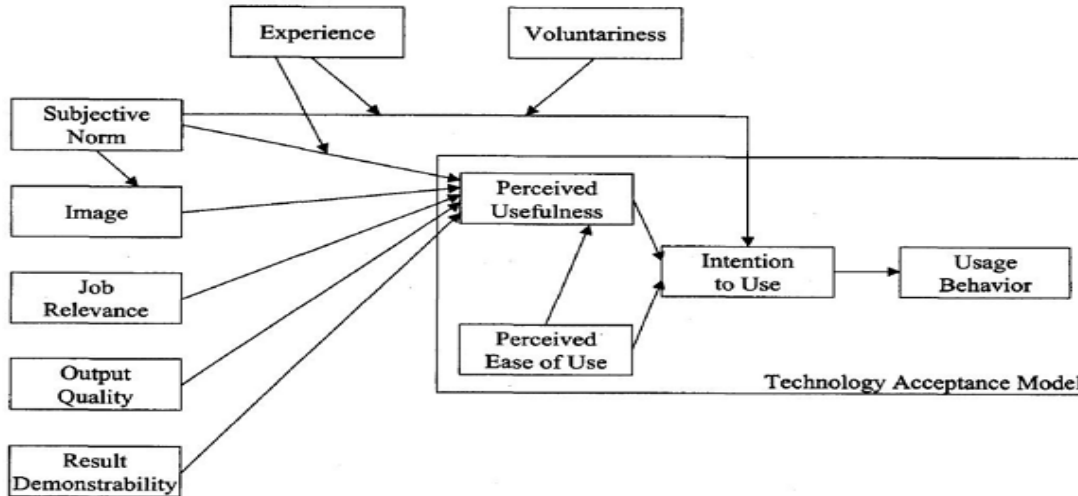 Experience
Voluntariness
Subjective
Norm
Image
Perceived
Usefulness
Job
Relevance
Intention
to Use
Usage
Behavior
Perceived
Ease of Use
Output
Quality
Technology Acceptance Model
Result
Demonstrability